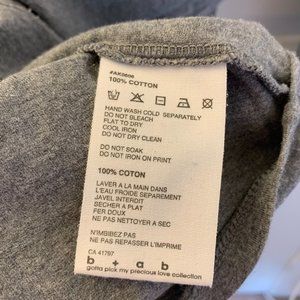 #AK0806
100% COTTON
HAND WASH COLD SEPARATELY
DO NOT BLEACH
FLAT TO DRY
COOL IRON
DO NOT DRY CLEAN
DO NOT SOAK
DO NOT IRON ON PRINT
100% COTON
LAVER A LA MAIN DANS
L'EAU FROIDE SEPAREMENT
JAVEL INTERDIT
SECHER A PLAT
FER DOUX
NE PAS NETTOYER A SEC
N'IMBIBEZ PAS
NE PAS REPASSER L'IMPRIME
CA 41797
b + ab
gotta pick my precious love collection